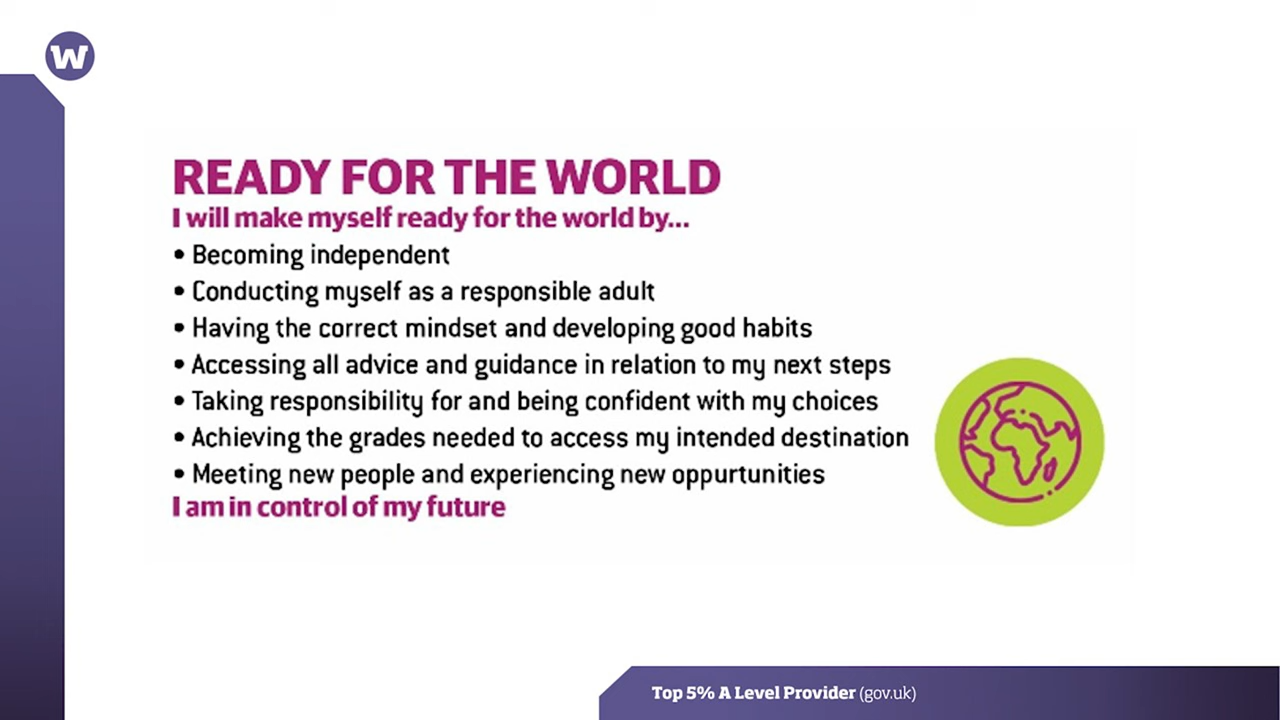 W
READY FOR THE WORLD
I will make myself ready for the world by...
• Becoming independent
• Conducting myself as a responsible adult
• Having the correct mindset and developing good habits
• Accessing all advice and guidance in relation to my next steps
• Taking responsibility for and being confident with my choices
• Achieving the grades needed to access my intended destination
• Meeting new people and experiencing new oppurtunities
I am in control of my future
Top 5% A Level Provider (gov.uk)